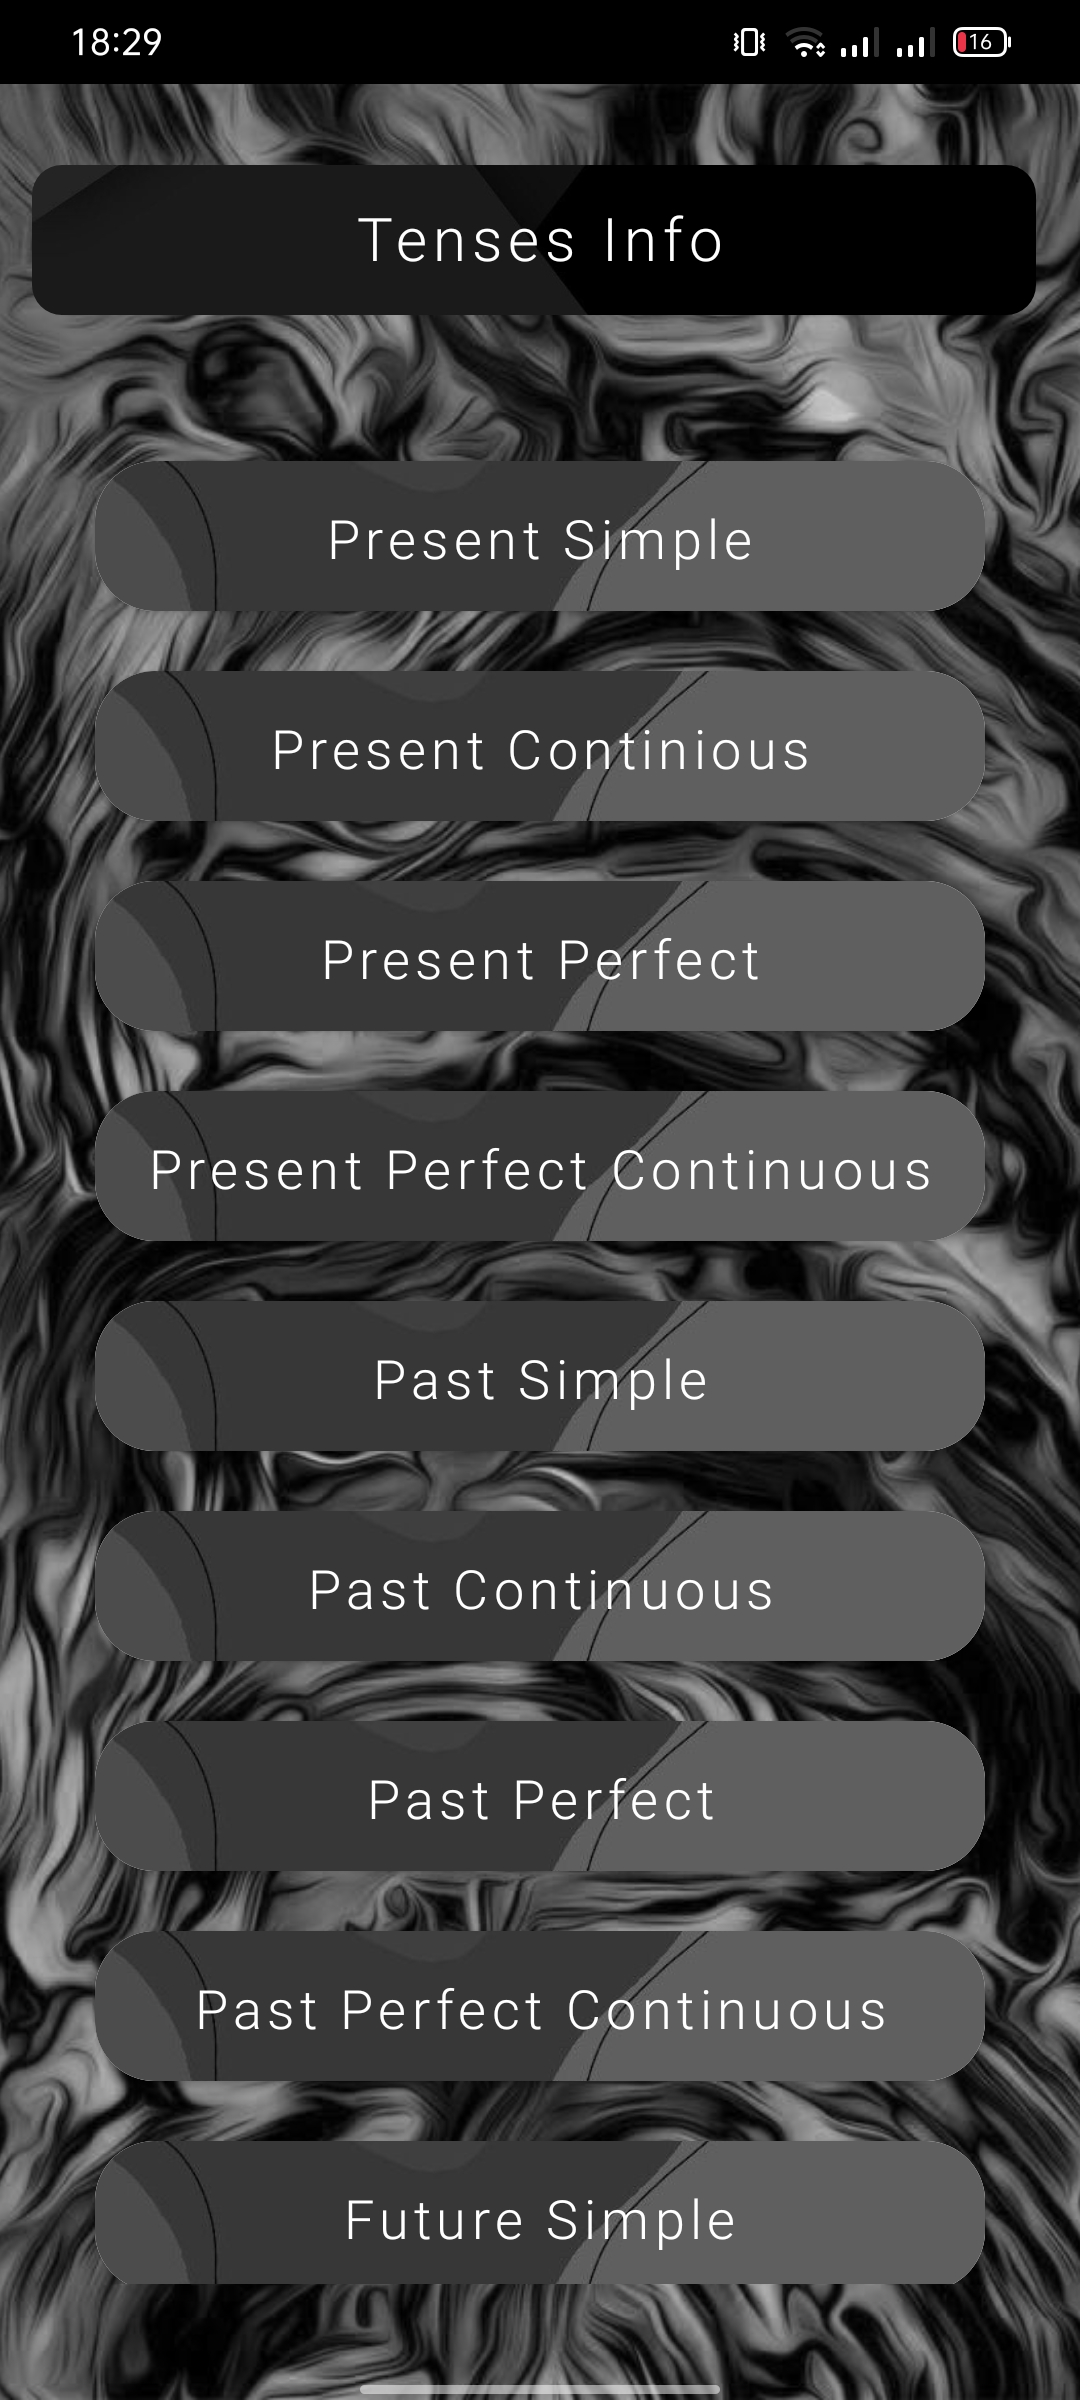 18:29
16
Tenses Info
Present Simple
Present Continious
Present Perfect
Present Perfect Continuous
Past Simple
Past Continuous
Past Perfect
Past Perfect Continuous
Future Simple